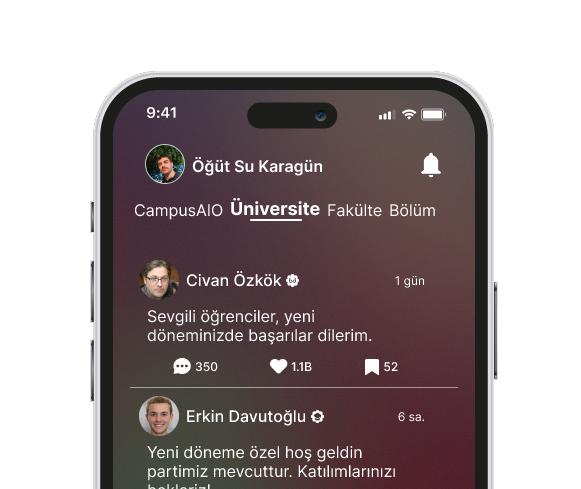 9:41
Öğüt Su Karagün
CampusAIO Üniversite Fakülte Bölüm
Civan Özkök 1 gün
Sevgili öğrenciler, yeni
döneminizde başarılar dilerim.
350 1.1B 52
Erkin Davutoğlu 6 sa.
Yeni döneme özel hoş geldin
partimiz mevcuttur. Katılımlarınızı